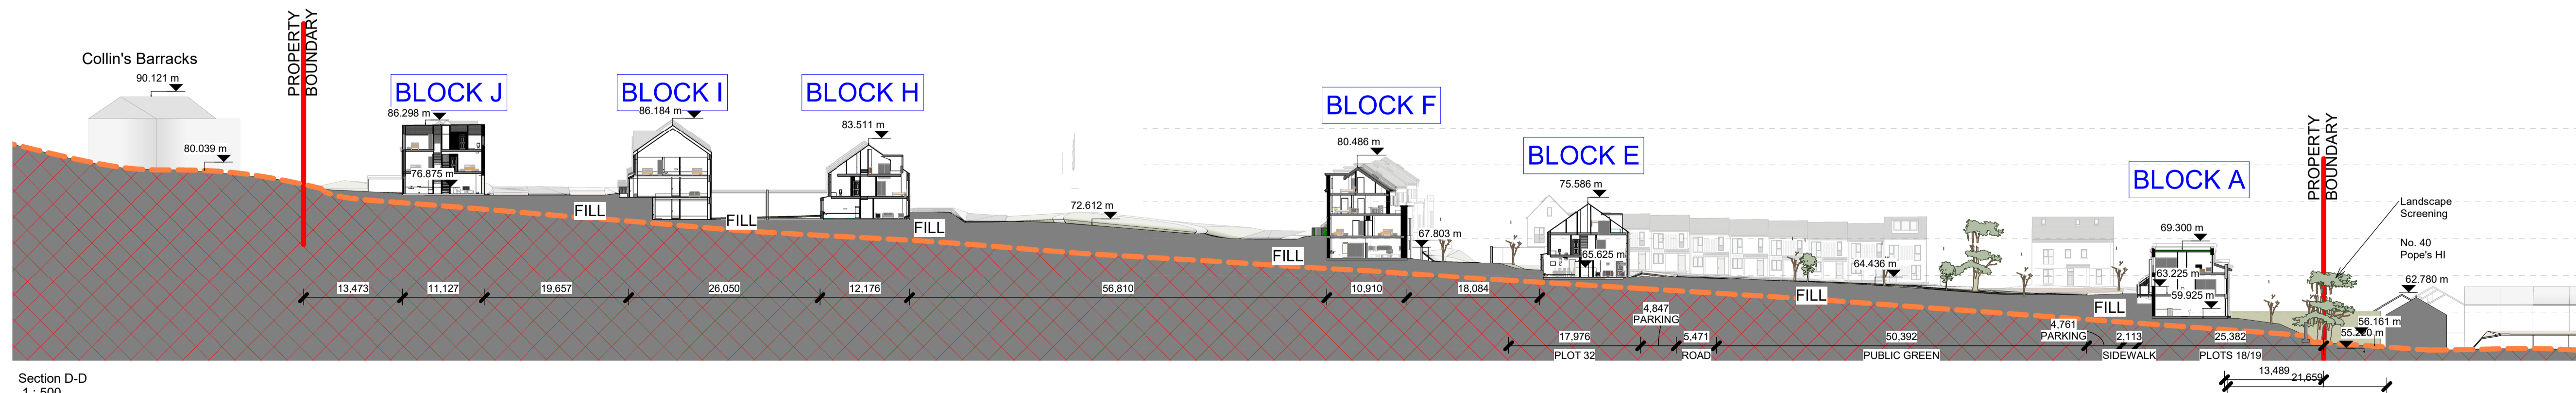 Collin's Barracks
90.121 m
80.039 m
PROPERTY
BOUNDARY
BLOCK J
86.298 m
76.875 m
BLOCK I
86.184 m
BLOCK H
83.511 m
72.612 m
BLOCK F
80.486 m
67.803 m
BLOCK E
75.586 m
65.625 m
64.436 m
BLOCK A
69.300 m
63.225 m
59.925 m
PROPERTY
BOUNDARY
Landscape
Screening
No. 40
Pope's Hl
62.780 m
56.161 m
FILL
FILL
FILL
FILL
FILL
FILL
13,473
11,127
19,657
26,050
12,176
56,810
10,910
18,084
17,976
PLOT 32
4,847
PARKING
5,471
ROAD
50,392
PUBLIC GREEN
4,761
PARKING
2,113
SIDEWALK
25,382
PLOTS 18/19
13,489
21,659
Section D-D
1 : 500